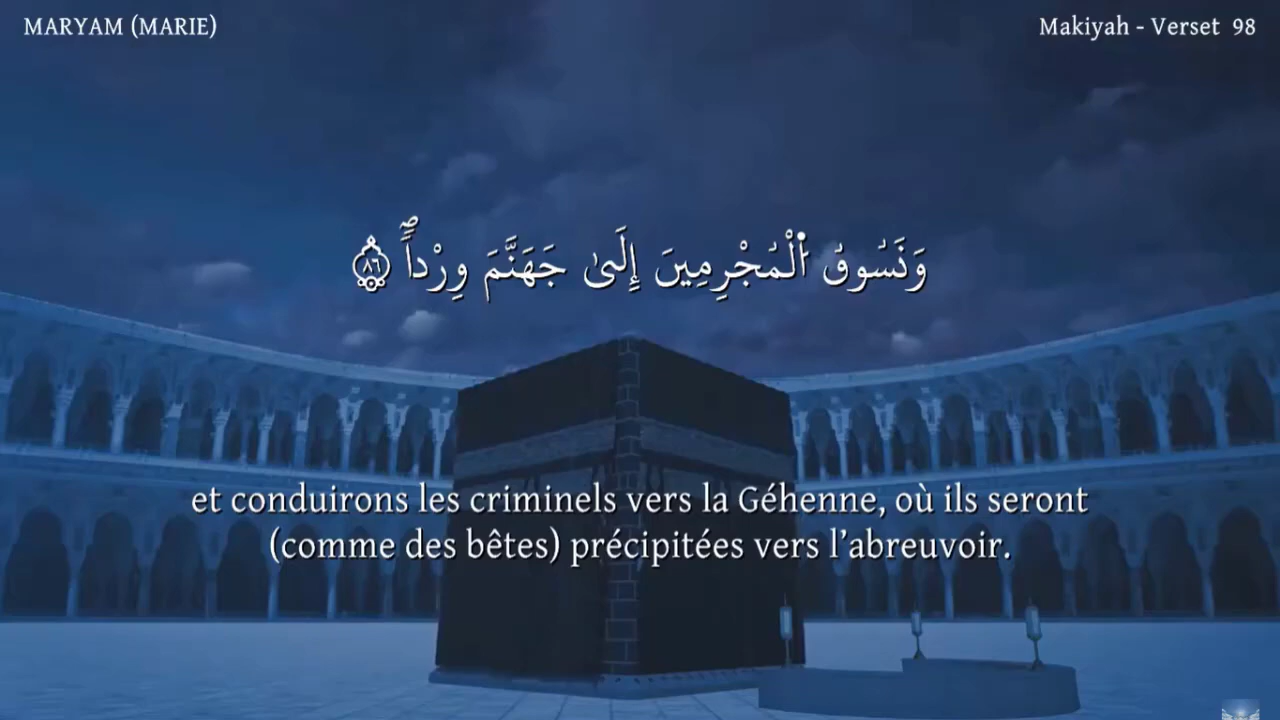 MARYAM (MARIE)
Makiyah - Verset 98
وَنَسُوقُ ا۬لْمُجْرِمِينَ إِلَىٰ جَهَنَّمَ وِرْداٗۖ ٨٦
et conduirons les criminels vers la Géhenne, où ils seront
(comme des bêtes) précipitées vers l’abreuvoir.